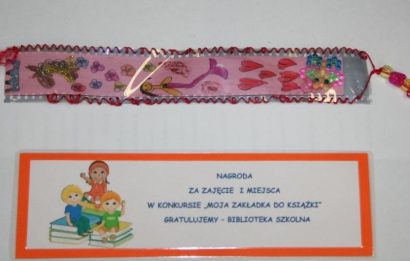 NAGRODA
ZA ZAJĘCIE I MIEJSCA
W KONKURSIE „MOJA ZAKŁADKA DO KSIĄŻKI"
GRATULUJEMY – BIBLIOTEKA SZKOLNA